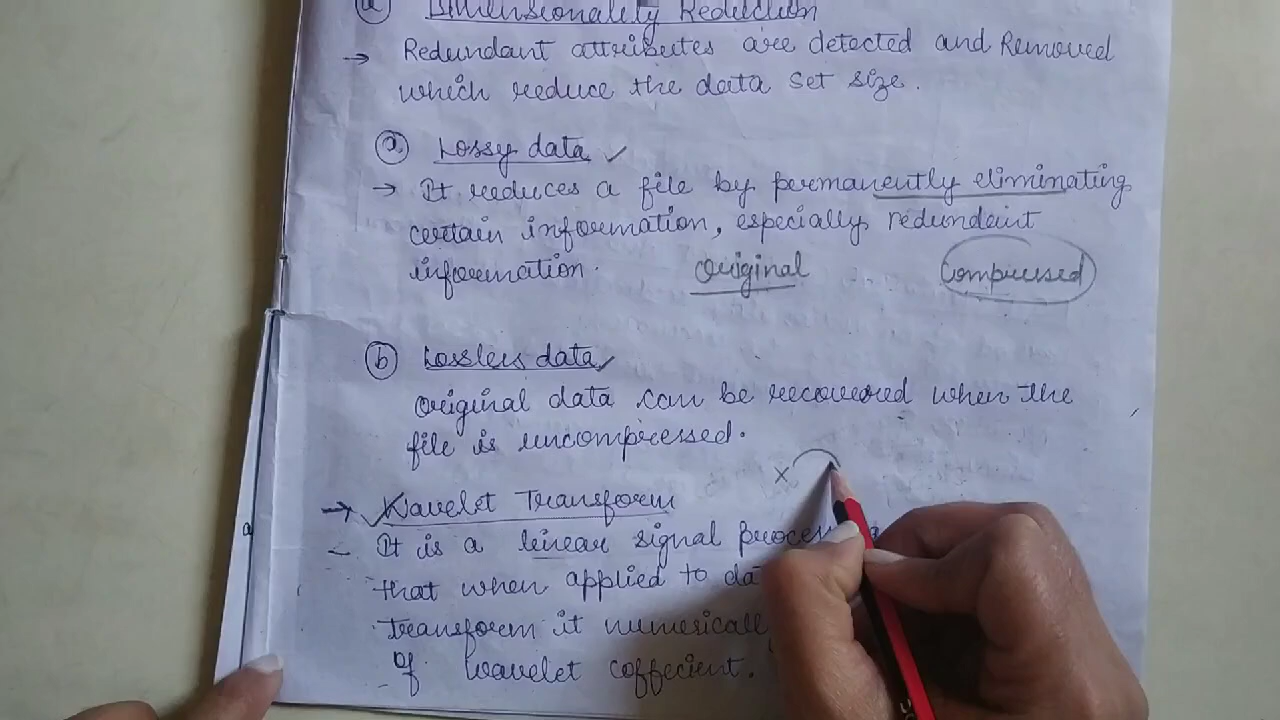 a Dimensionality Reduction
→ Redundant attributes are detected and Removed
which reduce the data set size.
a Lossy data ✓
→ It reduces a file by permanently eliminating
certain information, especially redundant
information. Original Compressed
b Lossless data ✓
Original data can be recovered when the
file is uncompressed.
x
→ Wavelet Transform
- It is a linear signal
that when applied to
transform it
of wavelet coffecient.
a